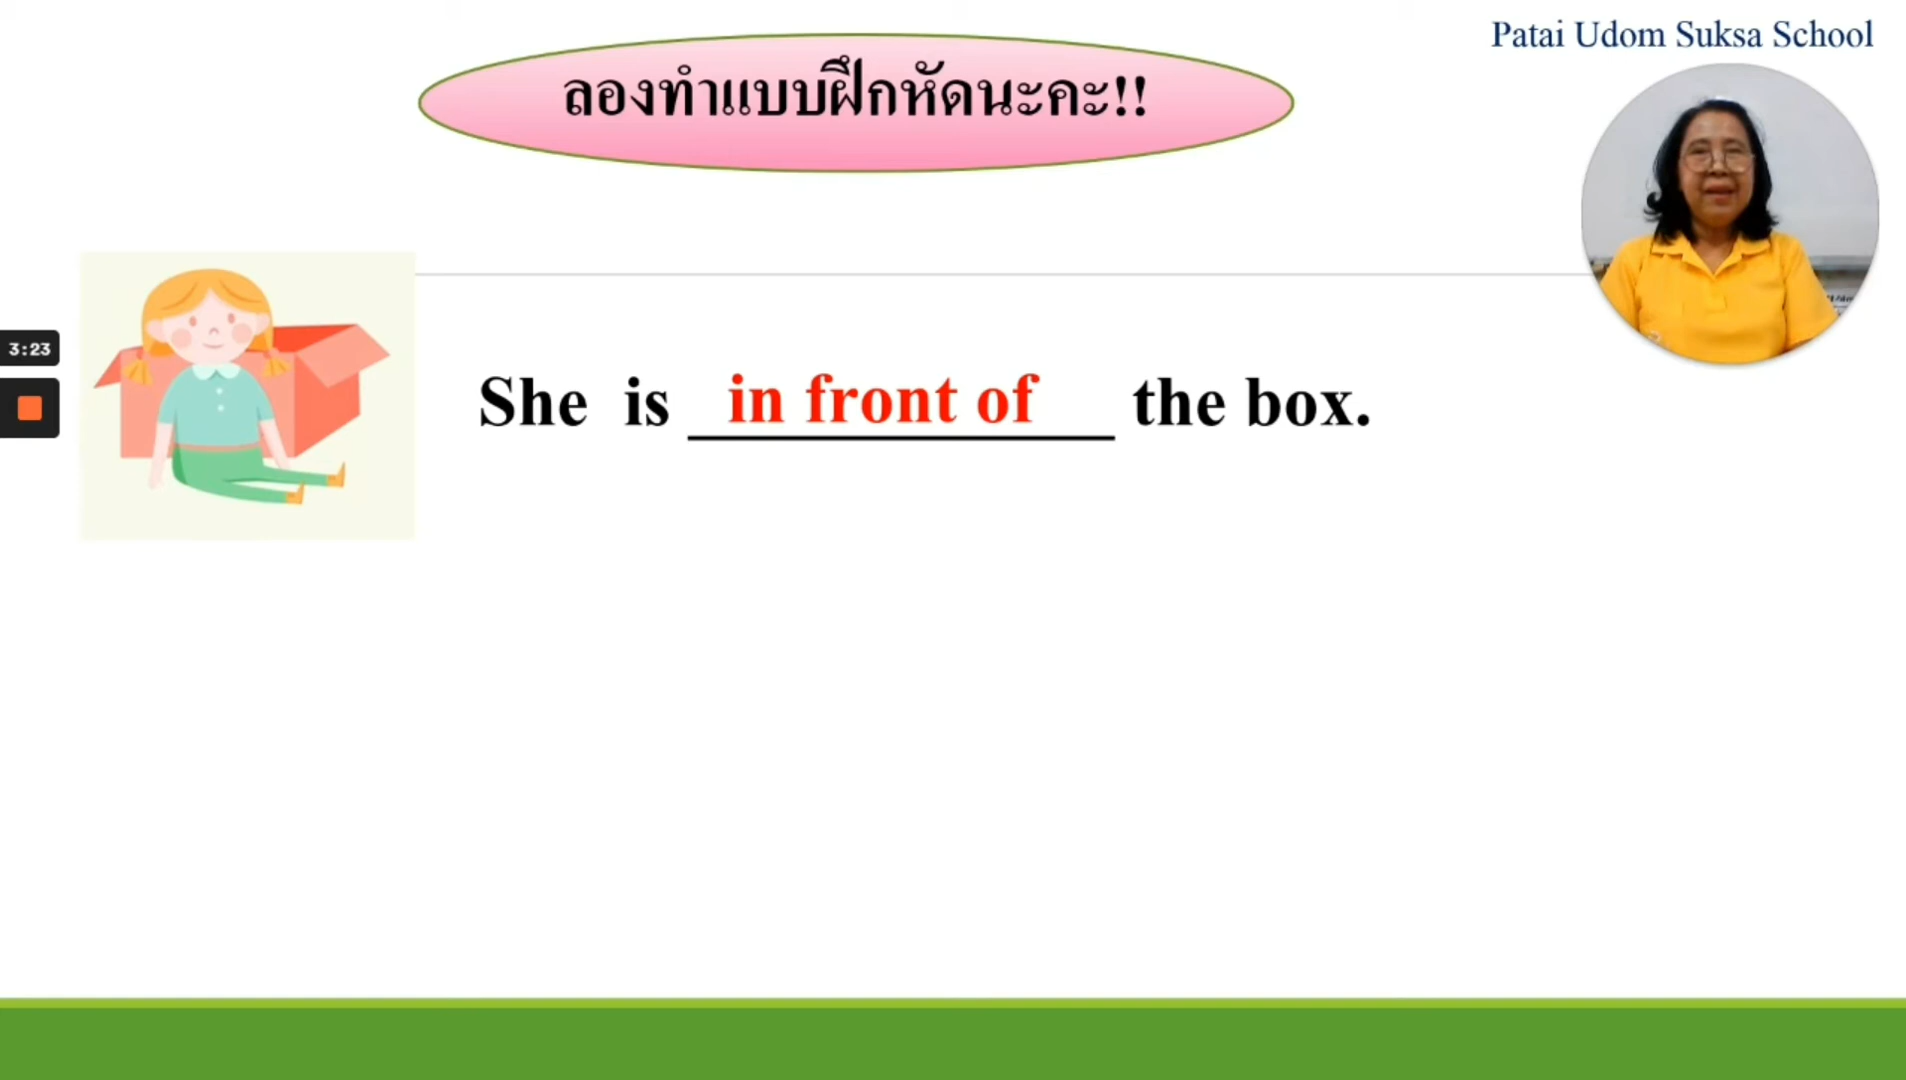 Patai Udom Suksa School
ลองทำแบบฝึกหัดนะคะ!!
3:23
She is in front of the box.